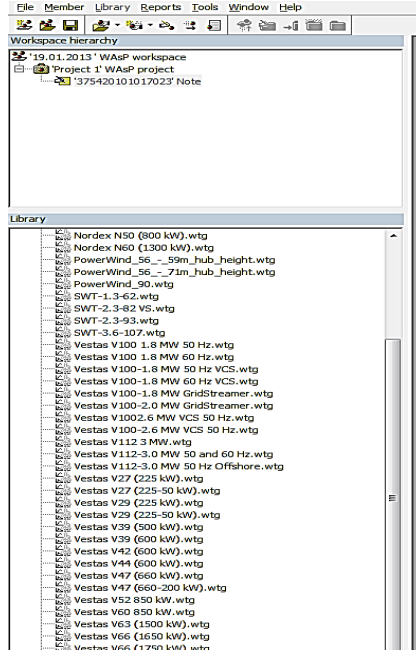 File Member Library Reports Tools Window Help
Workspace hierarchy
'19.01.2013 ' WAsP workspace
'Project 1' WAsP project
'375420101017023' Note
Library
Nordex N50 (800 kW).wtg
Nordex N60 (1300 kW).wtg
PowerWind_56_-_59m_hub_height.wtg
PowerWind_56_-_71m_hub_height.wtg
PowerWind_90.wtg
SWT-1.3-62.wtg
SWT-2.3-82 VS.wtg
SWT-2.3-93.wtg
SWT-3.6-107.wtg
Vestas V100 1.8 MW 50 Hz.wtg
Vestas V100 1.8 MW 60 Hz.wtg
Vestas V100-1.8 MW 50 Hz VCS.wtg
Vestas V100-1.8 MW 60 Hz VCS.wtg
Vestas V100-1.8 MW GridStreamer.wtg
Vestas V100-2.0 MW GridStreamer.wtg
Vestas V1002.6 MW VCS 50 Hz.wtg
Vestas V100-2.6 MW VCS 50 Hz.wtg
Vestas V112 3 MW.wtg
Vestas V112-3.0 MW 50 and 60 Hz.wtg
Vestas V112-3.0 MW 50 Hz Offshore.wtg
Vestas V27 (225 kW).wtg
Vestas V27 (225-50 kW).wtg
Vestas V29 (225 kW).wtg
Vestas V29 (225-50 kW).wtg
Vestas V39 (500 kW).wtg
Vestas V39 (600 kW).wtg
Vestas V42 (600 kW).wtg
Vestas V44 (600 kW).wtg
Vestas V47 (660 kW).wtg
Vestas V47 (660-200 kW).wtg
Vestas V52 850 kW.wtg
Vestas V60 850 kW.wtg
Vestas V63 (1500 kW).wtg
Vestas V66 (1650 kW).wtg
Vestas V66 (1750 kW).wtg